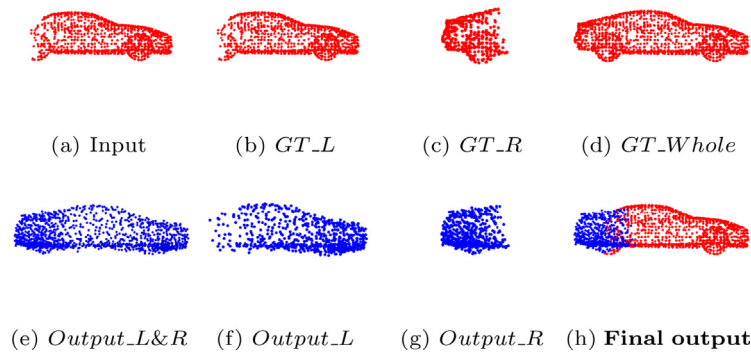 (a) Input (b) GT_L (c) GT_R (d) GT_Whole
(e) Output_L&R (f) Output_L (g) Output_R (h) Final output